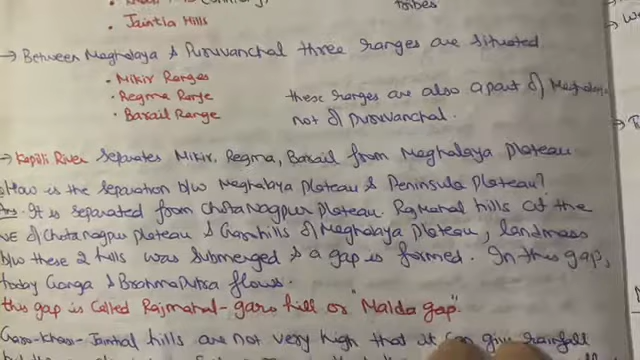 tribes
• Jaintia Hills
→ Between Meghalaya & Purvanchal three ranges are situated
• Mikir Ranges
• Regma Range
• Barail Range
these ranges are also a part of Meghalaya
not of purvanchal.
→ Kopili River separates Mikir, Regma, Barail from Meghalaya plateau
How is the separation b/w Meghalaya plateau & Peninsula plateau?
Ans. It is separated from Chotanagpur plateau. Rajmahal hills at the
NE of Chotanagpur plateau & Garo hills of Meghalaya plateau, landmass
b/w these 2 hills was submerged & a gap is formed. In this gap,
today Ganga & Brahmaputra flows.
this gap is called Rajmahal-garo hill or "Malda gap".
Garo-khasi-Jaintia hills are not very high that it can give rainfall